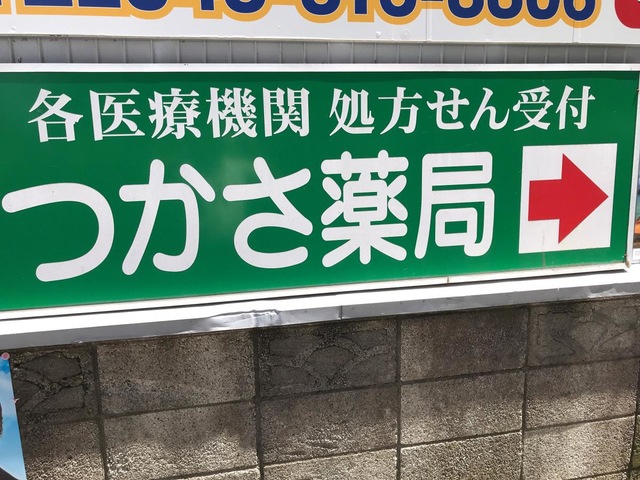 各医療機関 処方せん受付
つかさ薬局